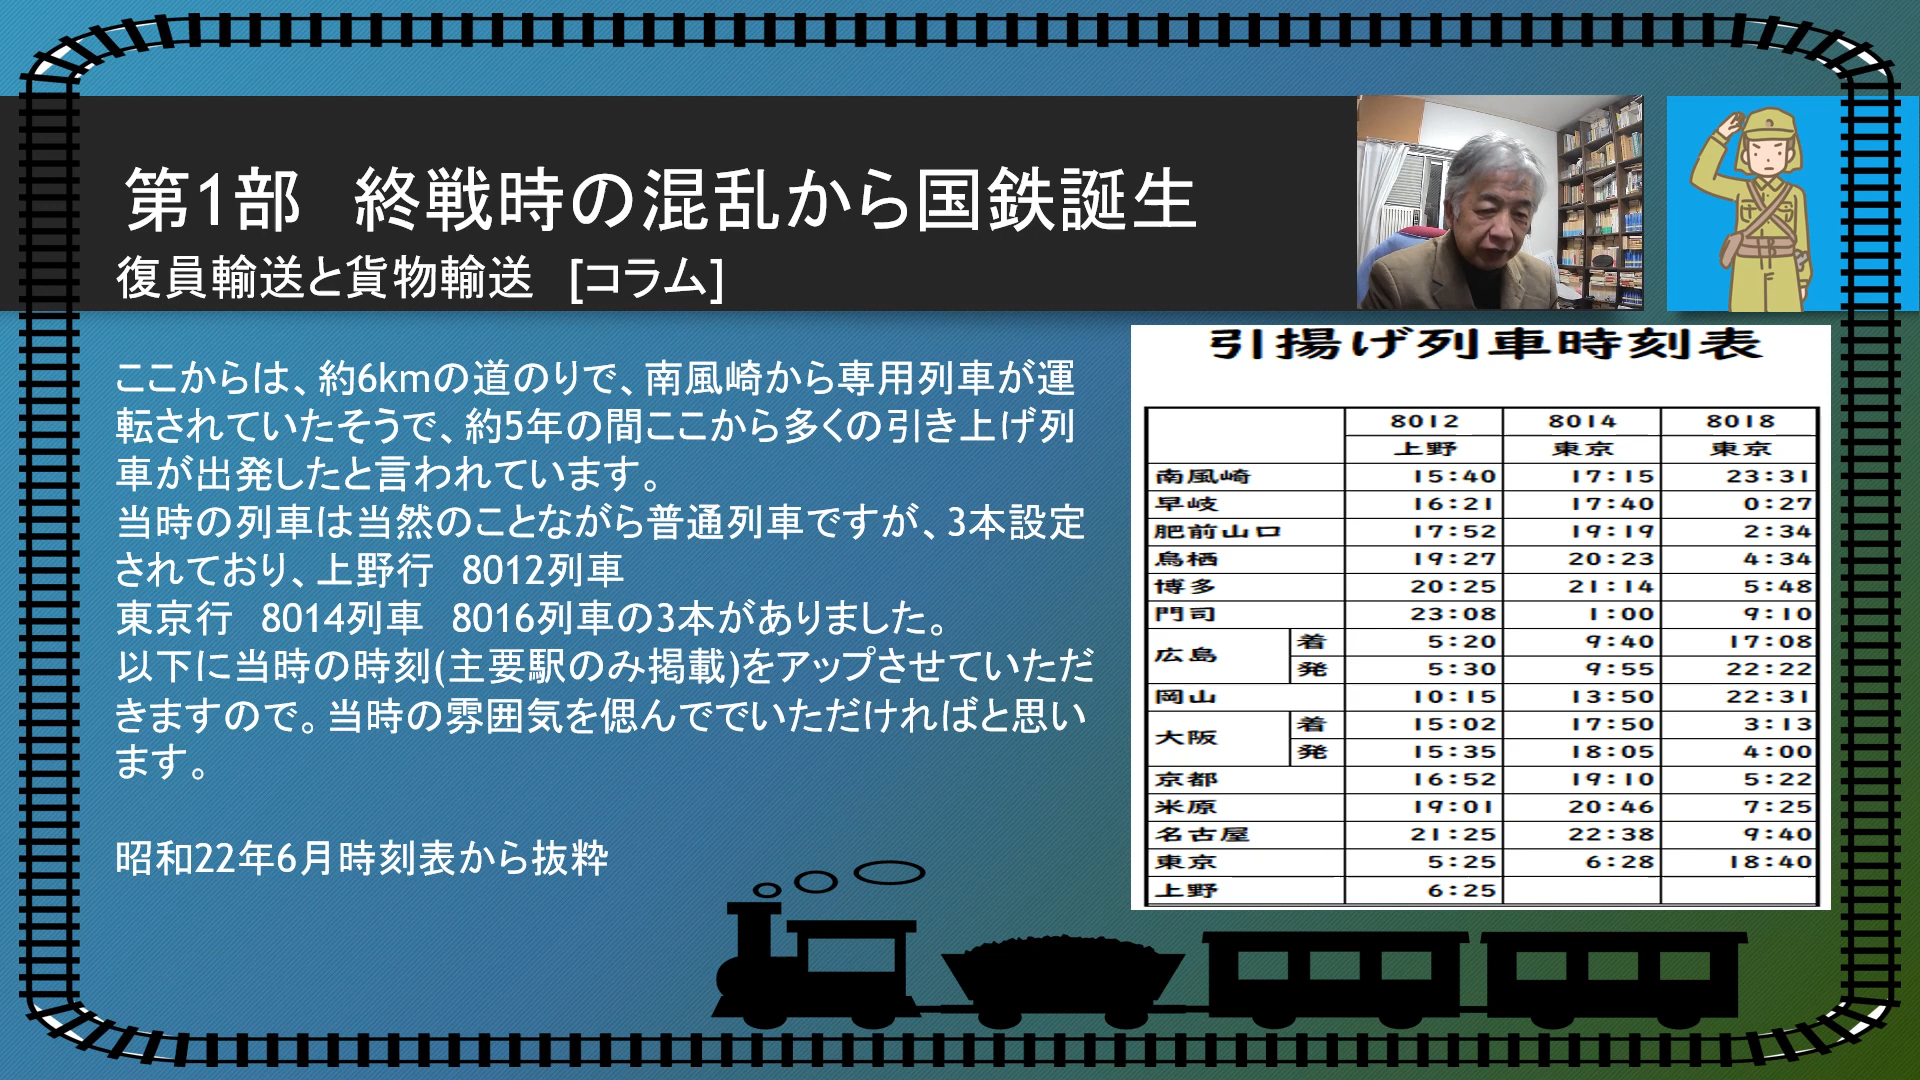 第1部　終戦時の混乱から国鉄誕生
復員輸送と貨物輸送　[コラム]
ここからは、約6kmの道のりで、南風崎から専用列車が運
転されていたそうで、約5年の間ここから多くの引き上げ列
車が出発したと言われています。
当時の列車は当然のことながら普通列車ですが、3本設定
されており、上野行　8012列車
東京行　8014列車　8016列車の3本がありました。
以下に当時の時刻(主要駅のみ掲載)をアップさせていただ
きますので。当時の雰囲気を偲んででいただければと思い
ます。
昭和22年6月時刻表から抜粋
引揚げ列車時刻表
8012 8014 8018
上野 東京 東京
南風崎 15:40 17:15 23:31
早岐 16:21 17:40 0:27
肥前山口 17:52 19:19 2:34
鳥栖 19:27 20:23 4:34
博多 20:25 21:14 5:48
門司 23:08 1:00 9:10
広島 着 5:20 9:40 17:08
発 5:30 9:55 22:22
岡山 10:15 13:50 22:31
大阪 着 15:02 17:50 3:13
発 15:35 18:05 4:00
京都 16:52 19:10 5:22
米原 19:01 20:46 7:25
名古屋 21:25 22:38 9:40
東京 5:25 6:28 18:40
上野 6:25